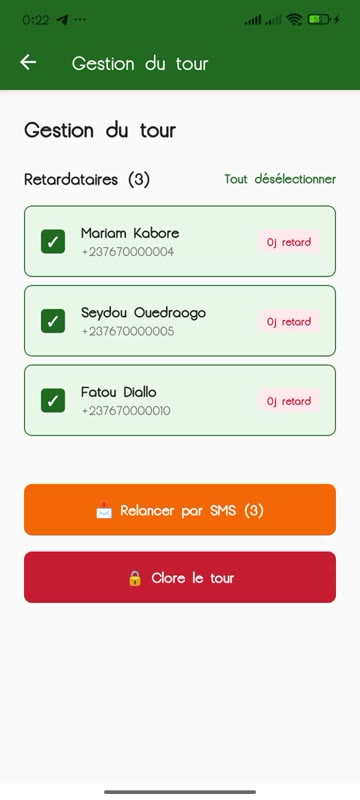 0:22
Gestion du tour
Gestion du tour
Retardataires (3)
Tout désélectionner
Mariam Kabore
+237670000004
0j retard
Seydou Ouedraogo
+237670000005
0j retard
Fatou Diallo
+237670000010
0j retard
Relancer par SMS (3)
Clore le tour